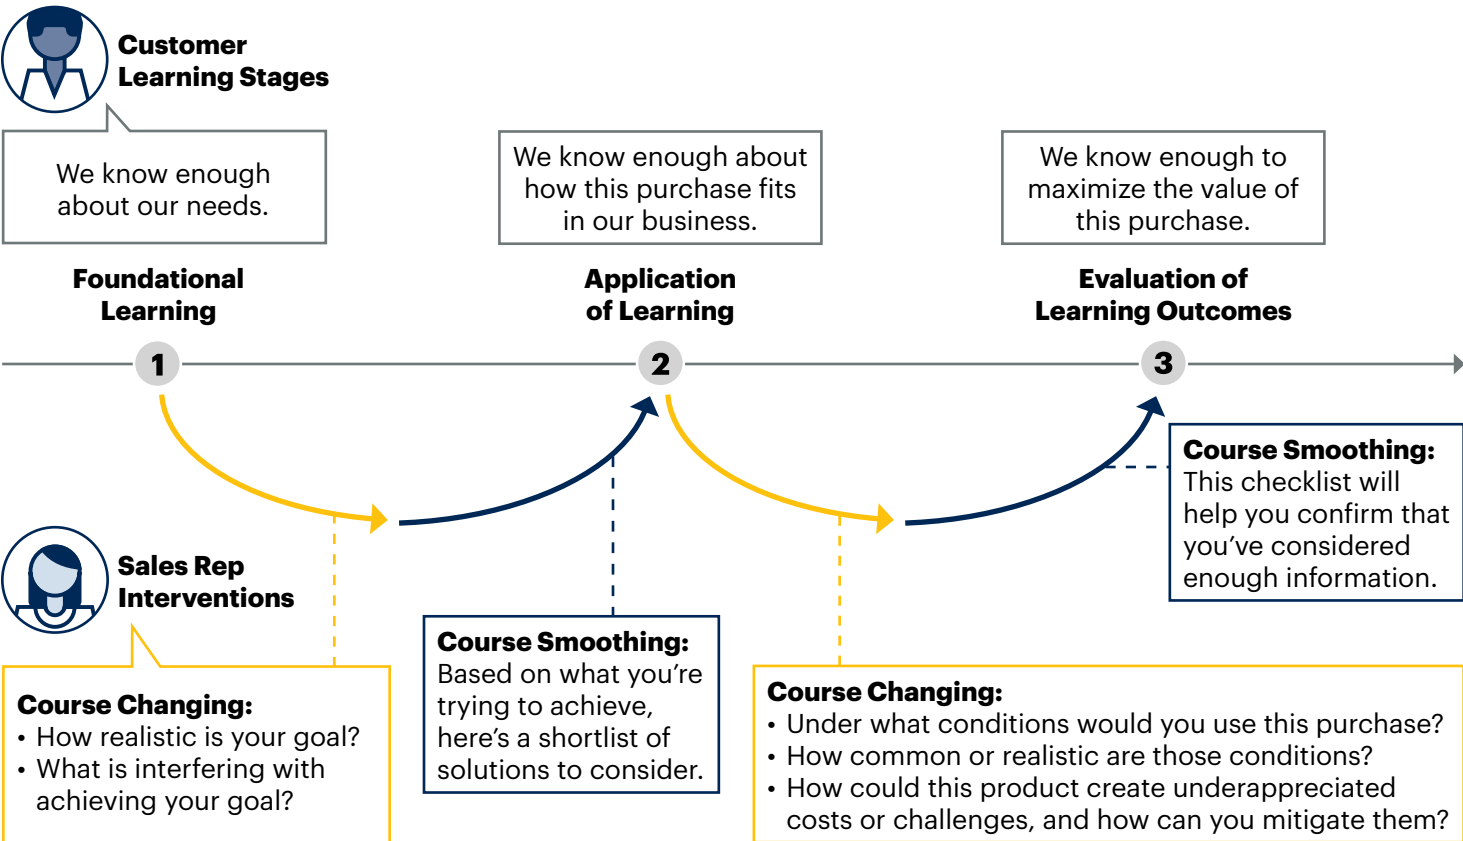 Customer
Learning Stages
We know enough
about our needs.
We know enough about
how this purchase fits
in our business.
We know enough to
maximize the value of
this purchase.
Foundational
Learning
Application
of Learning
Evaluation of
Learning Outcomes
1
2
3
Sales Rep
Interventions
Course Changing:
• How realistic is your goal?
• What is interfering with
achieving your goal?
Course Smoothing:
Based on what you’re
trying to achieve,
here’s a shortlist of
solutions to consider.
Course Changing:
• Under what conditions would you use this purchase?
• How common or realistic are those conditions?
• How could this product create underappreciated
costs or challenges, and how can you mitigate them?
Course Smoothing:
This checklist will
help you confirm that
you’ve considered
enough information.